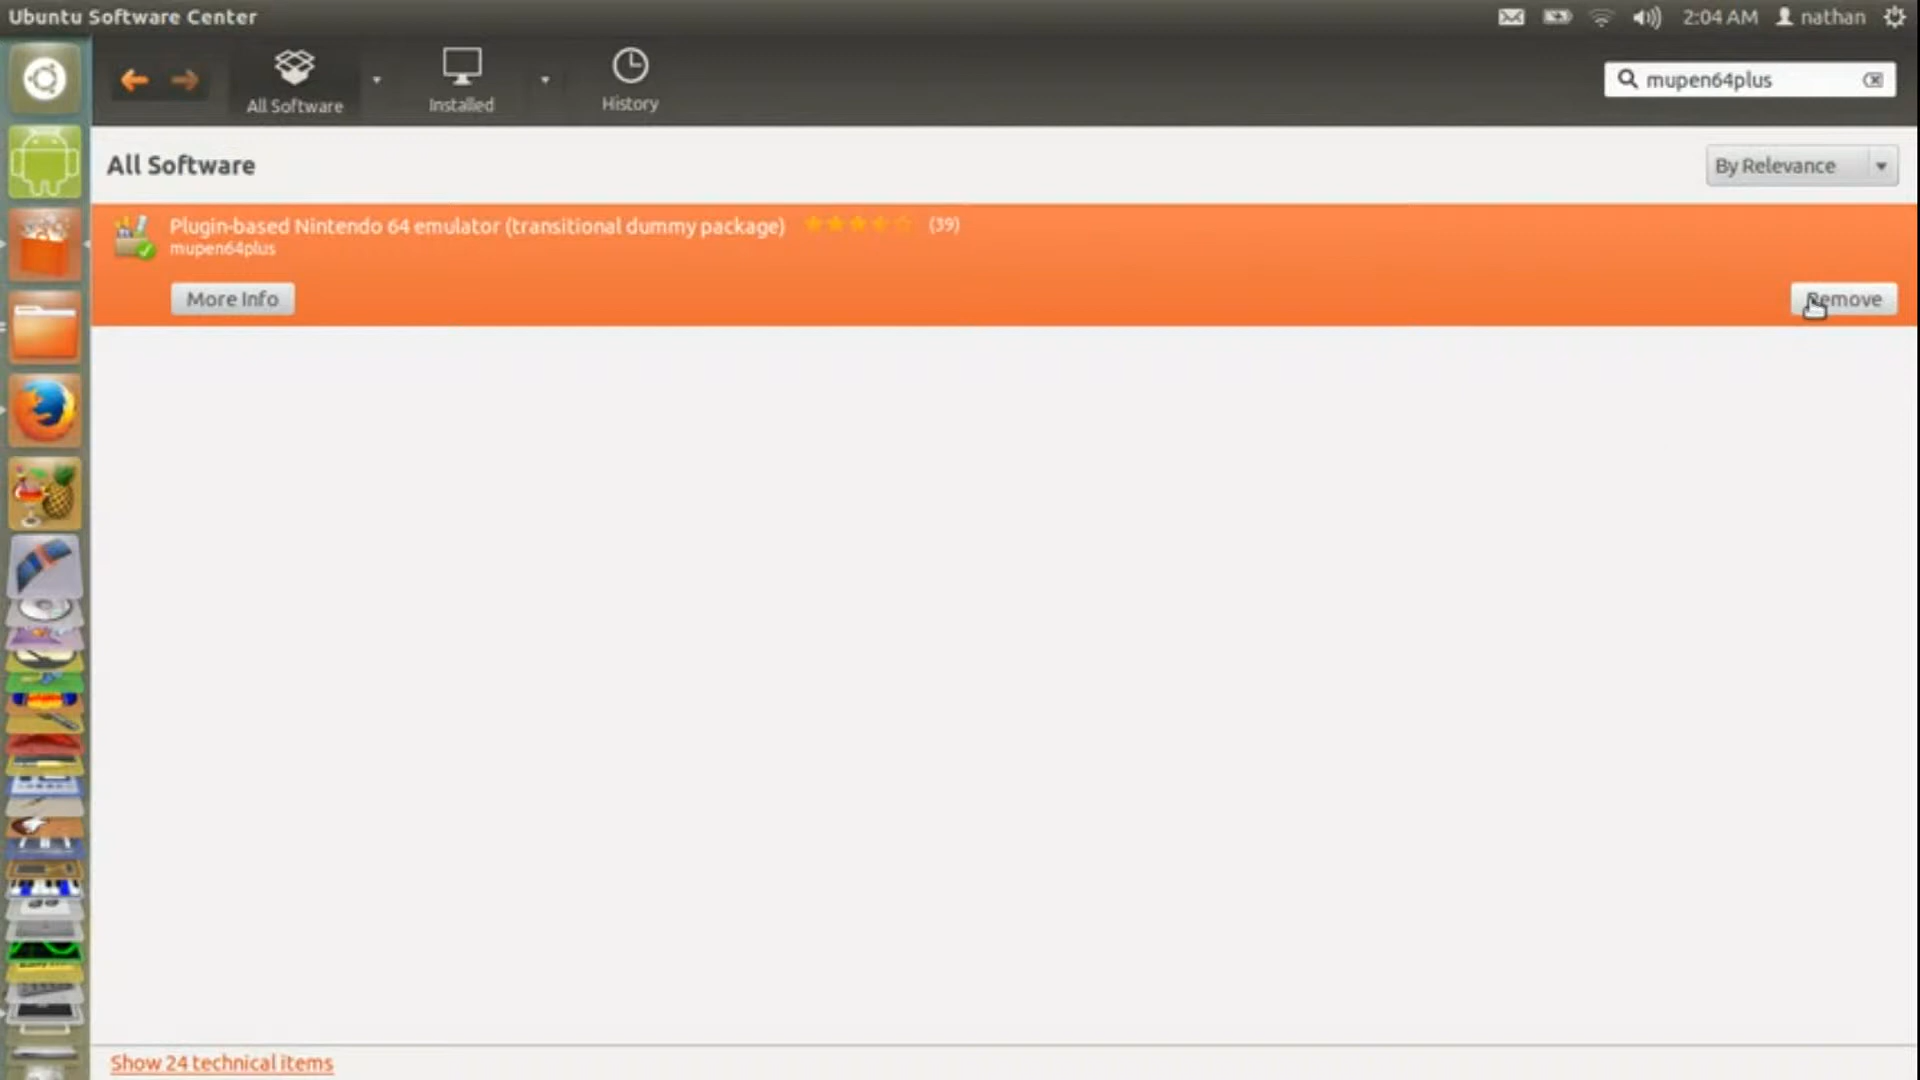 Ubuntu Software Center
2:04 AM nathan
All Software
Installed
History
mupen64plus
All Software
By Relevance
Plugin-based Nintendo 64 emulator (transitional dummy package) (39)
mupen64plus
More Info
Remove
Show 24 technical items